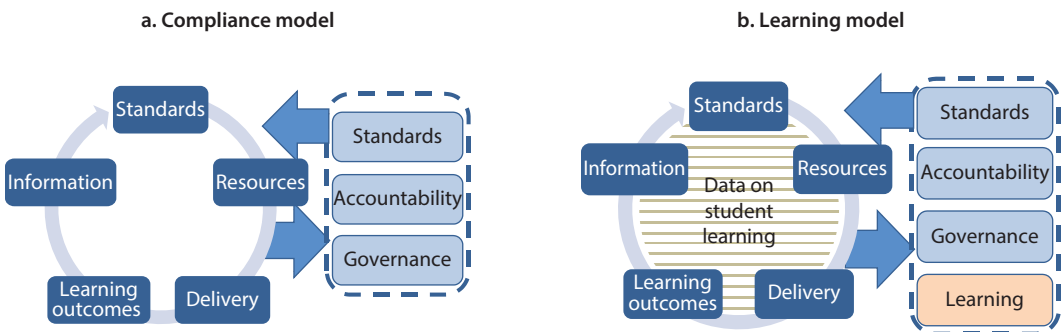 a. Compliance model
Standards
Information
Resources
Learning
outcomes
Delivery
Standards
Accountability
Governance
b. Learning model
Standards
Information
Resources
Data on
student
learning
Learning
outcomes
Delivery
Standards
Accountability
Governance
Learning